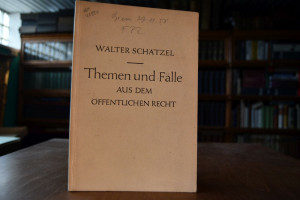 WALTER SCHÄTZEL
Themen und Fälle
AUS DEM
ÖFFENTLICHEN RECHT